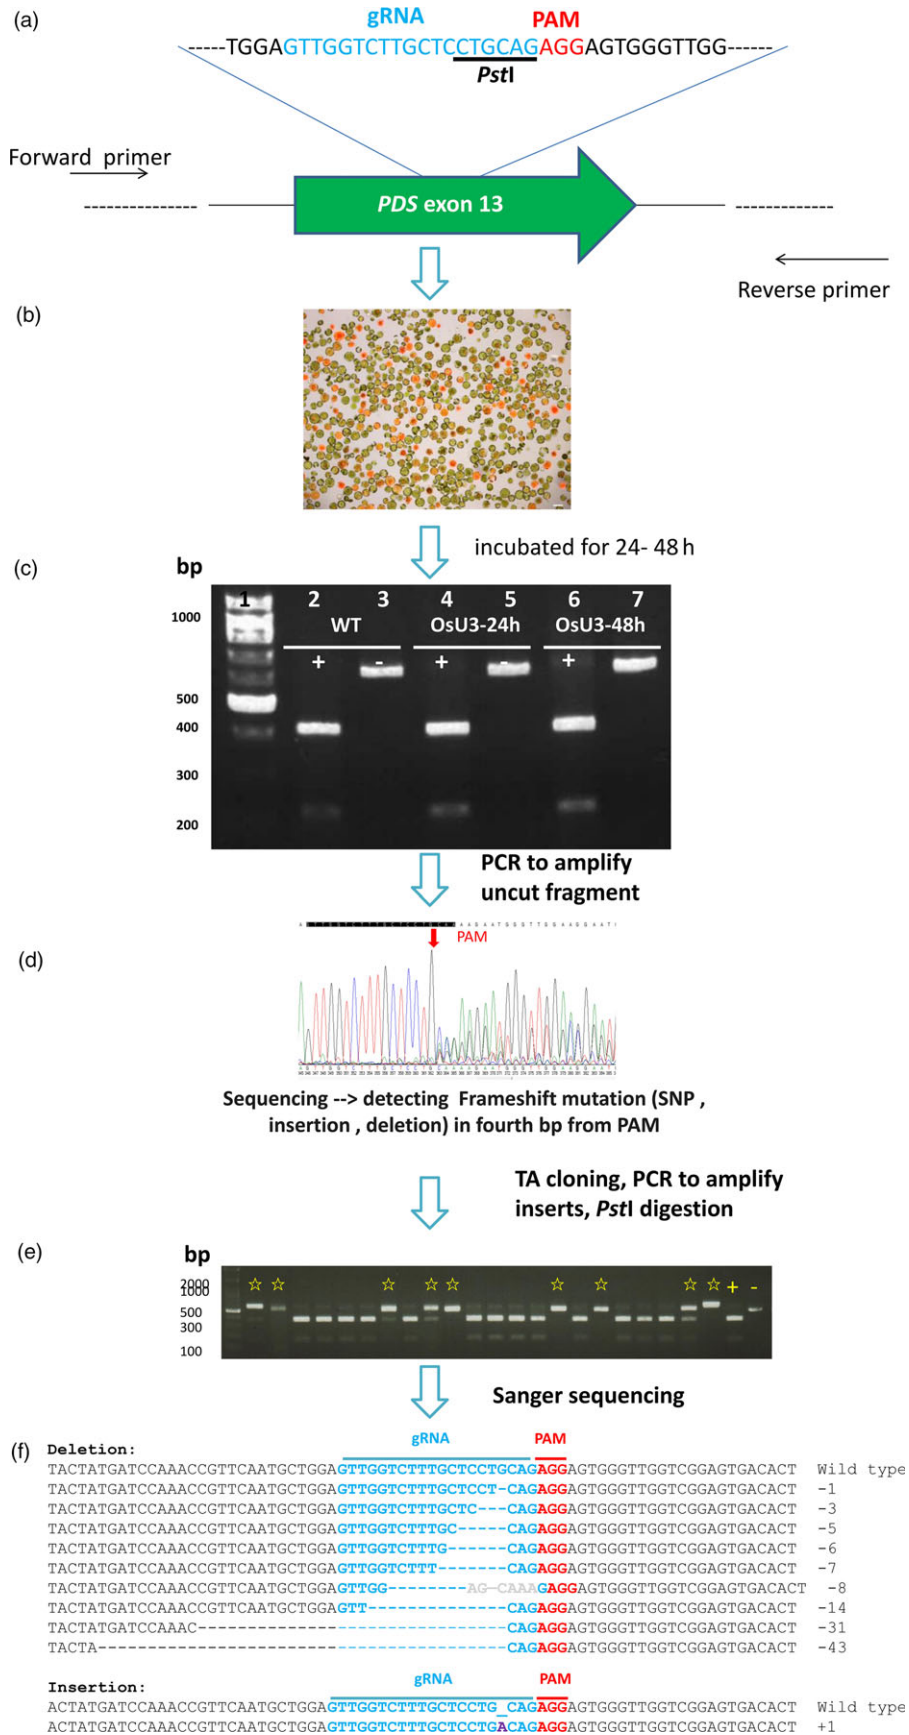 (a)
gRNA PAM
-----TGGAGTTGGTCTTGCTCCTGCAGAGGAGTGGGTTGG------
PstI
Forward primer
PDS exon 13
Reverse primer
(b)
incubated for 24- 48 h
(c)
bp
1 2 3 4 5 6 7
WT OsU3-24h OsU3-48h
+ - + - +
1000
500
400
300
200
PCR to amplify
uncut fragment
PAM
(d)
Sequencing --> detecting Frameshift mutation (SNP ,
insertion , deletion) in fourth bp from PAM
TA cloning, PCR to amplify
inserts, PstI digestion
(e)
bp
2000
1000
500
300
100
+ -
Sanger sequencing
(f)
Deletion:
gRNA PAM
TACTATGATCCAAACCGTTCAATGCTGGAGTTGGTCTTTGCTCCTGCAGAGGAGTGGGTTGGTCGGAGTGACACT Wild type
TACTATGATCCAAACCGTTCAATGCTGGAGTTGGTCTTTGCTCCT-CAGAGGAGTGGGTTGGTCGGAGTGACACT -1
TACTATGATCCAAACCGTTCAATGCTGGAGTTGGTCTTTGCTC---CAGAGGAGTGGGTTGGTCGGAGTGACACT -3
TACTATGATCCAAACCGTTCAATGCTGGAGTTGGTCTTTGC-----CAGAGGAGTGGGTTGGTCGGAGTGACACT -5
TACTATGATCCAAACCGTTCAATGCTGGAGTTGGTCTTTG------CAGAGGAGTGGGTTGGTCGGAGTGACACT -6
TACTATGATCCAAACCGTTCAATGCTGGAGTTGGTCTTT-------CAGAGGAGTGGGTTGGTCGGAGTGACACT -7
TACTATGATCCAAACCGTTCAATGCTGGAGTTGG--------AG-CAAAGAGGAGTGGGTTGGTCGGAGTGACACT -8
TACTATGATCCAAACCGTTCAATGCTGGAGTT--------------CAGAGGAGTGGGTTGGTCGGAGTGACACT -14
TACTATGATCCAAAC-------------------------------CAGAGGAGTGGGTTGGTCGGAGTGACACT -31
TACTA-----------------------------------------CAGAGGAGTGGGTTGGTCGGAGTGACACT -43
Insertion:
gRNA PAM
ACTATGATCCAAACCGTTCAATGCTGGAGTTGGTCTTTGCTCCTG_CAGAGGAGTGGGTTGGTCGGAGTGACACT Wild type
ACTATGATCCAAACCGTTCAATGCTGGAGTTGGTCTTTGCTCCTGACAGAGGAGTGGGTTGGTCGGAGTGACACT +1